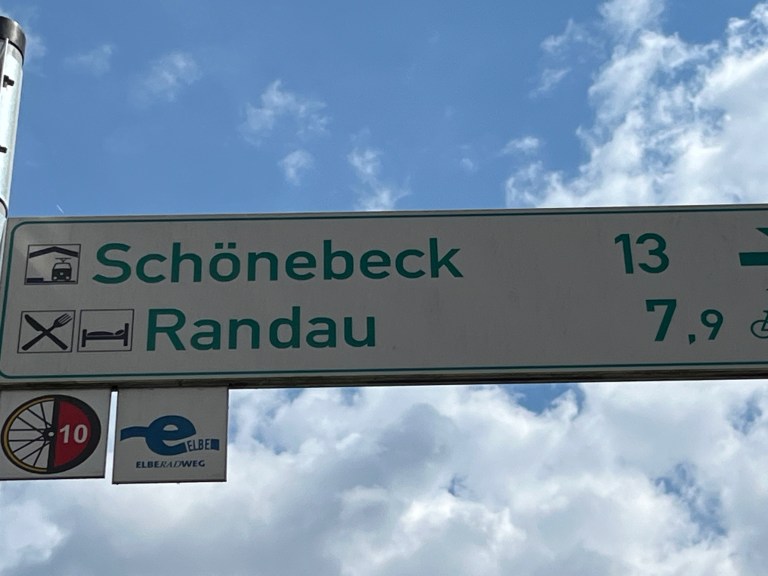 Schönebeck 13
Randau 7,9
10
e ELBE
ELBERADWEG